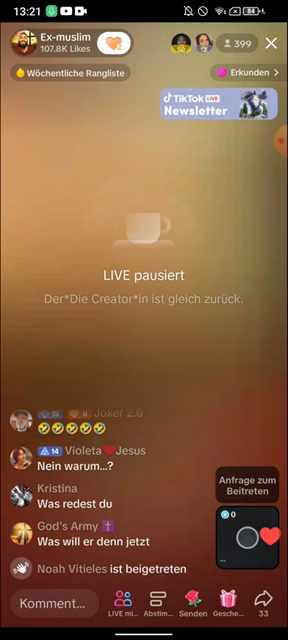 13:21
84
Ex-muslim
107.8K Likes
399
Wöchentliche Rangliste
Erkunden >
TikTok LIVE
Newsletter
LIVE pausiert
Der*Die Creator*in ist gleich zurück.
15 8 Joker 2.0
🤣🤣🤣🤣🤣
14 Violeta❤️Jesus
Nein warum...?
Kristina
Was redest du
God's Army ✝️
Was will er denn jetzt
Noah Vitieles ist beigetreten
Anfrage zum
Beitreten
0
Komment...
LIVE mi...
Abstim...
Senden
Gesche...
33